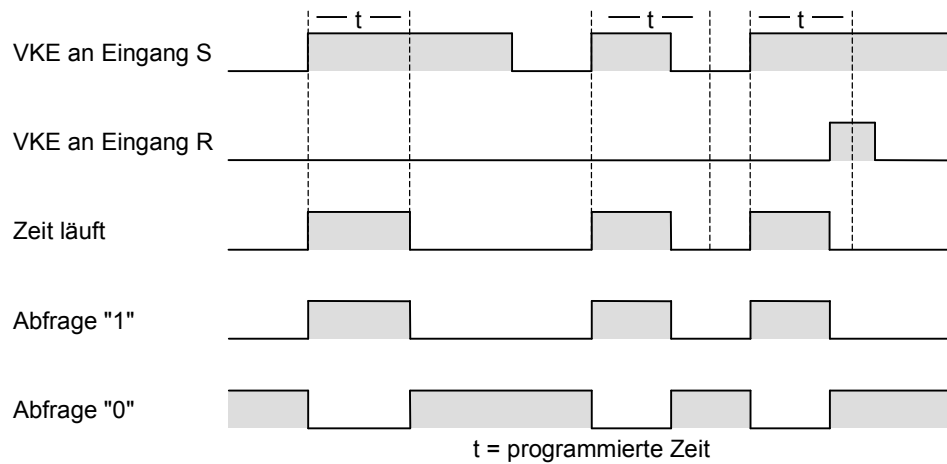 t t t
VKE an Eingang S
VKE an Eingang R
Zeit läuft
Abfrage "1"
Abfrage "0"
t = programmierte Zeit